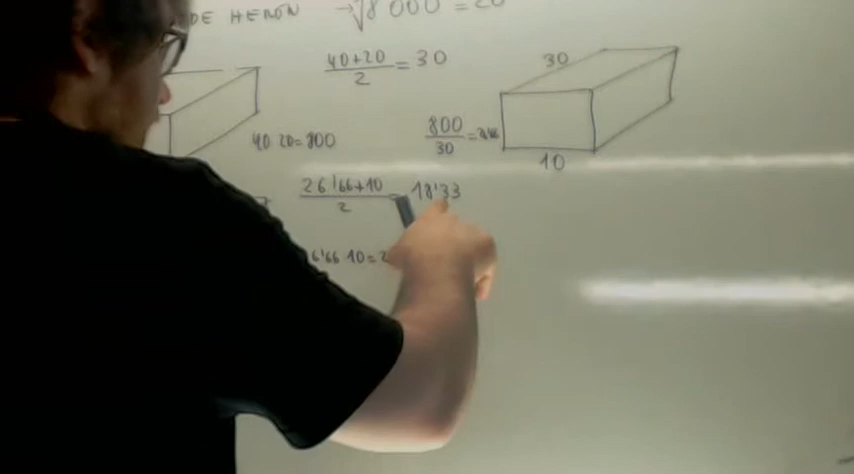 DE HERON → ∛8000 = 20
40+20 / 2 = 30
30
40 20 = 800
800 / 30 =
10
26'66+10 / 2 = 18'33
6'66 10 = 2